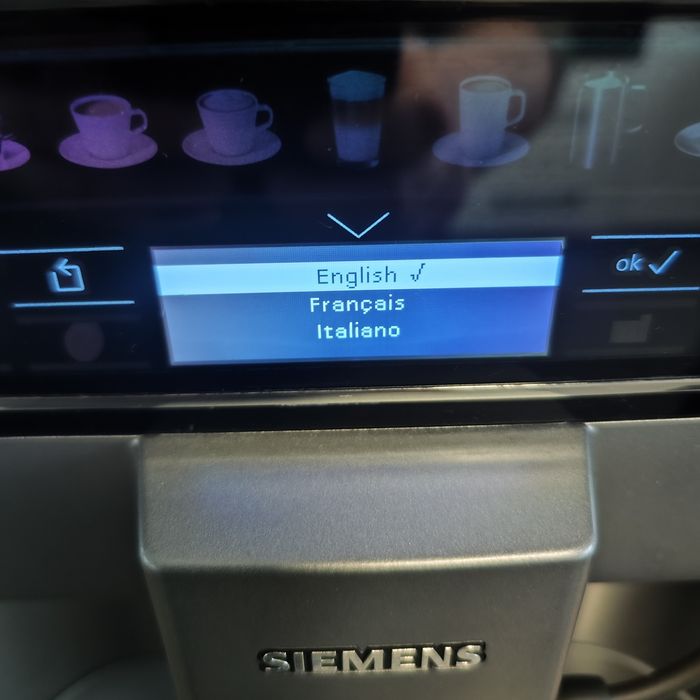 English ✓
ok ✓
Français
Italiano
SIEMENS